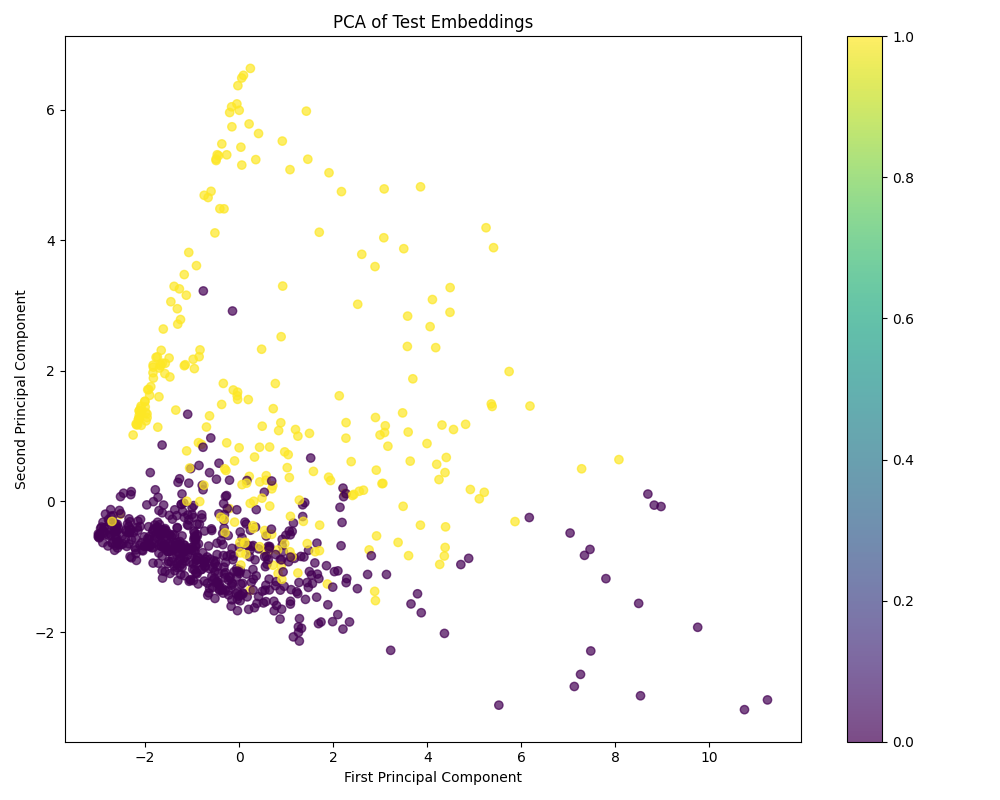 PCA of Test Embeddings
1.0
0.8
0.6
0.4
0.2
0.0
6
4
2
0
−2
Second Principal Component
−2 0 2 4 6 8 10
First Principal Component